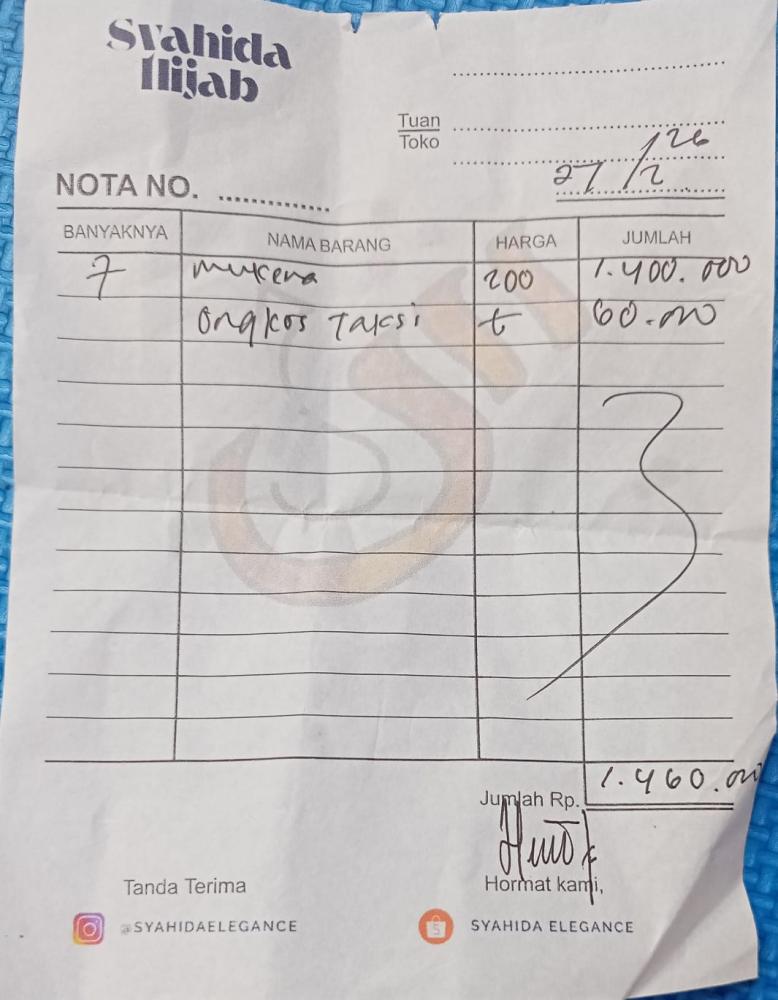 Syahida
Hijab
Tuan
Toko
27/2/26
NOTA NO. ................
BANYAKNYA NAMA BARANG HARGA JUMLAH
7 mukena 200 1.400.000
Ongkos Taksi 60.000
Jumlah Rp. 1.460.000
Tanda Terima Hormat kami,
@SYAHIDAELEGANCE SYAHIDA ELEGANCE